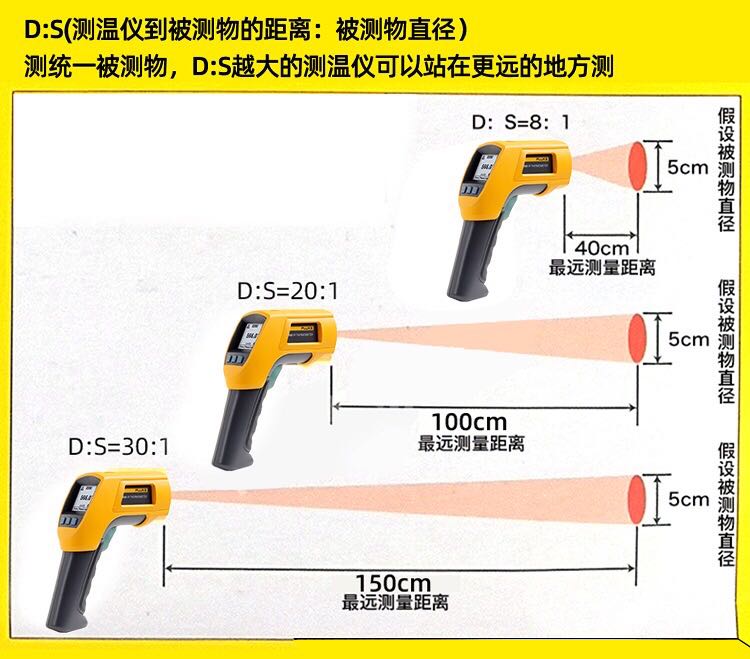 D:S(测温仪到被测物的距离：被测物直径)
测统一被测物，D:S越大的测温仪可以站在更远的地方测
D: S=8: 1
5cm
假设被测物直径
40cm
最远测量距离
D:S=20:1
FLUKE
5cm
假设被测物直径
100cm
最远测量距离
D:S=30:1
5cm
假设被测物直径
150cm
最远测量距离